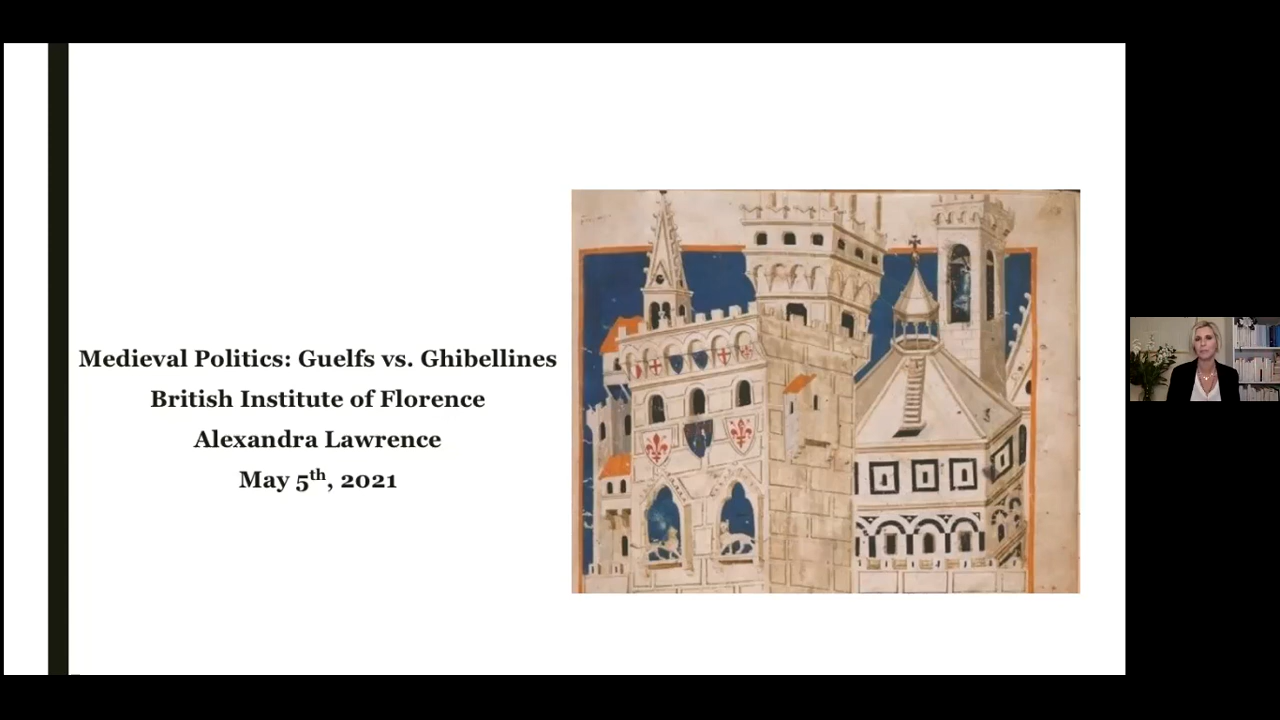 Medieval Politics: Guelfs vs. Ghibellines
British Institute of Florence
Alexandra Lawrence
May 5th, 2021